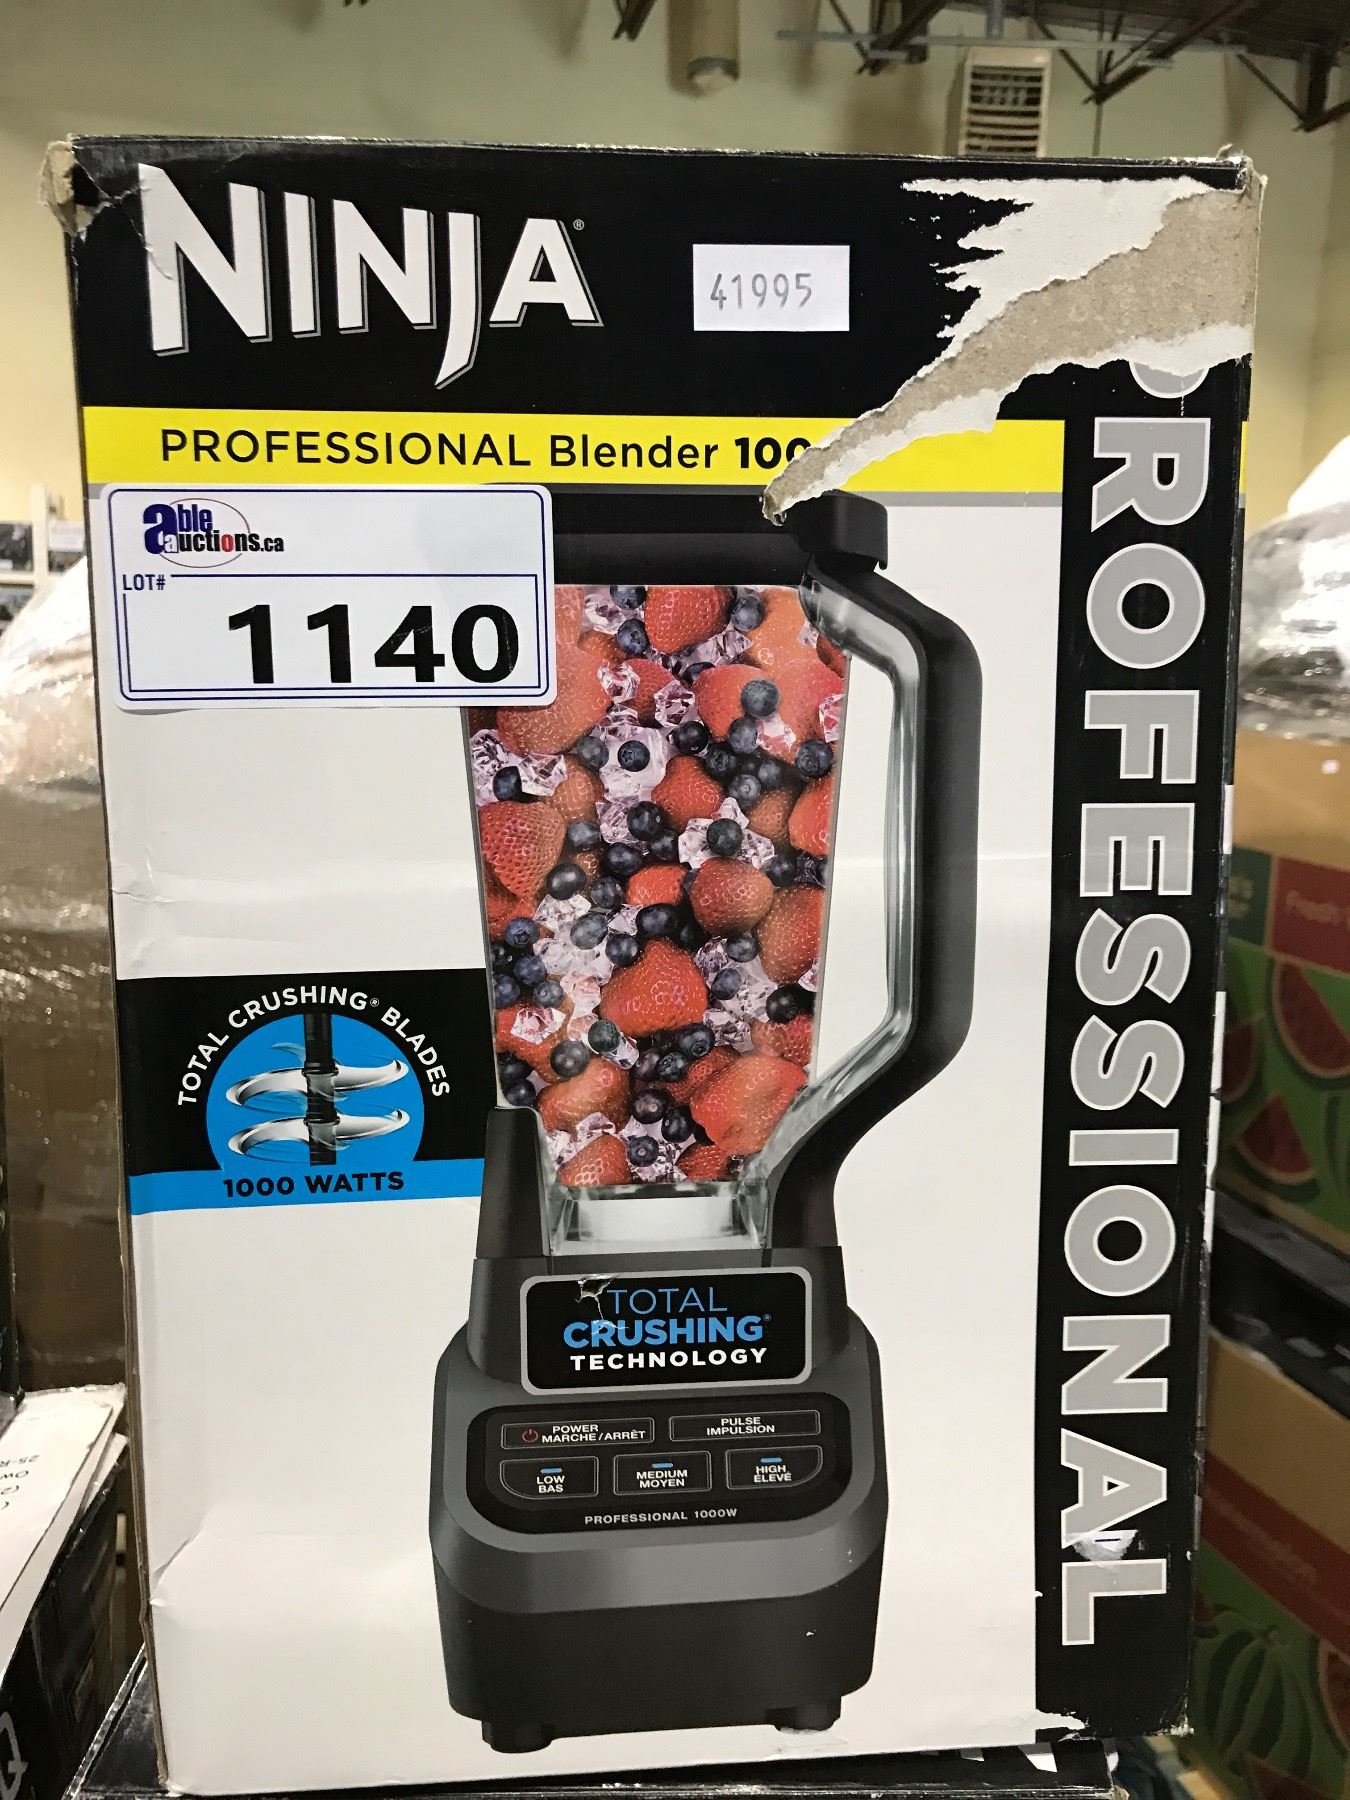 NINJA®
41995
PROFESSIONAL Blender 100
able auctions.ca
LOT#
1140
PROFESSIONAL
TOTAL CRUSHING® BLADES
1000 WATTS
TOTAL
CRUSHING®
TECHNOLOGY
POWER
MARCHE/ARRÊT
PULSE
IMPULSION
LOW
BAS
MEDIUM
MOYEN
HIGH
ÉLEVÉ
PROFESSIONAL 1000W